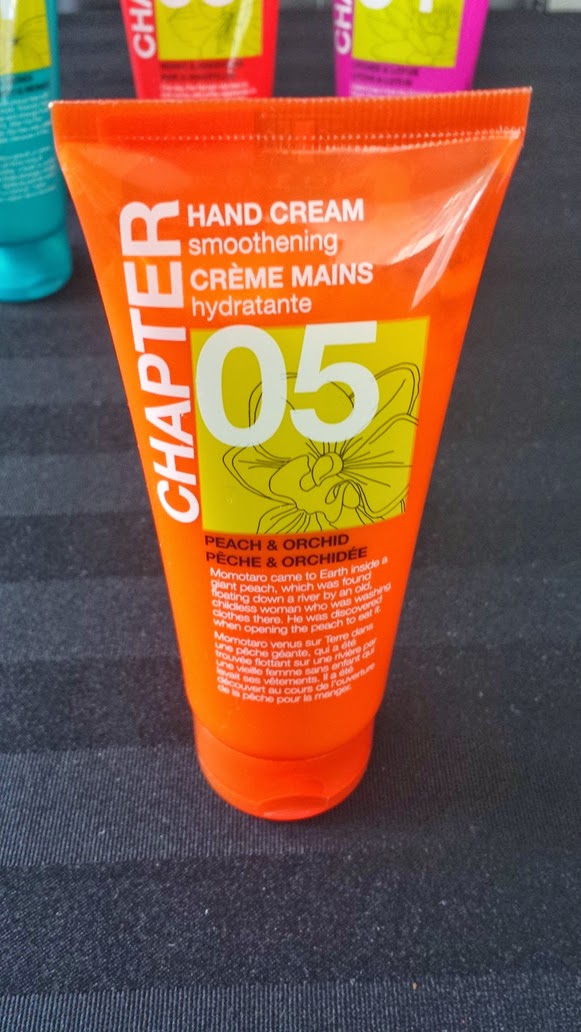 CHAPTER
HAND CREAM
smoothening
CRÈME MAINS
hydratante
05
PEACH & ORCHID
PÊCHE & ORCHIDÉE
Momotaro came to Earth inside a
giant peach, which was found
floating down a river by an old,
childless woman who was washing
clothes there. He was discovered
when opening the peach to eat it.
Momotaro venus sur Terre dans
une pêche géante, qui a été
trouvée flottant sur une rivière par
une vieille femme sans enfant qui
lavait ses vêtements. Il a été
découvert au cours de l'ouverture
de la pêche pour la manger.
CHA
CHA